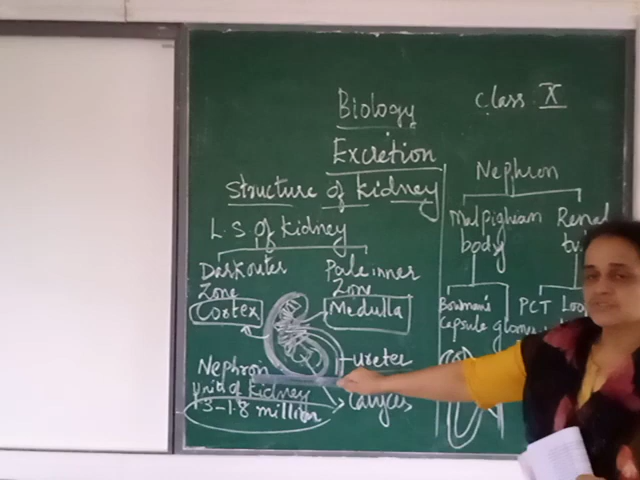 Biology
Class X
Excretion
Structure of kidney
L.S of kidney
Dark outer
Zone
Cortex
Pale inner
Zone
Medulla
ureter
Calyces
Nephron
Unit of kidney
1.3-1.8 million
Nephron
Malpighian
body
Renal
Bowman's
Capsule
PCT